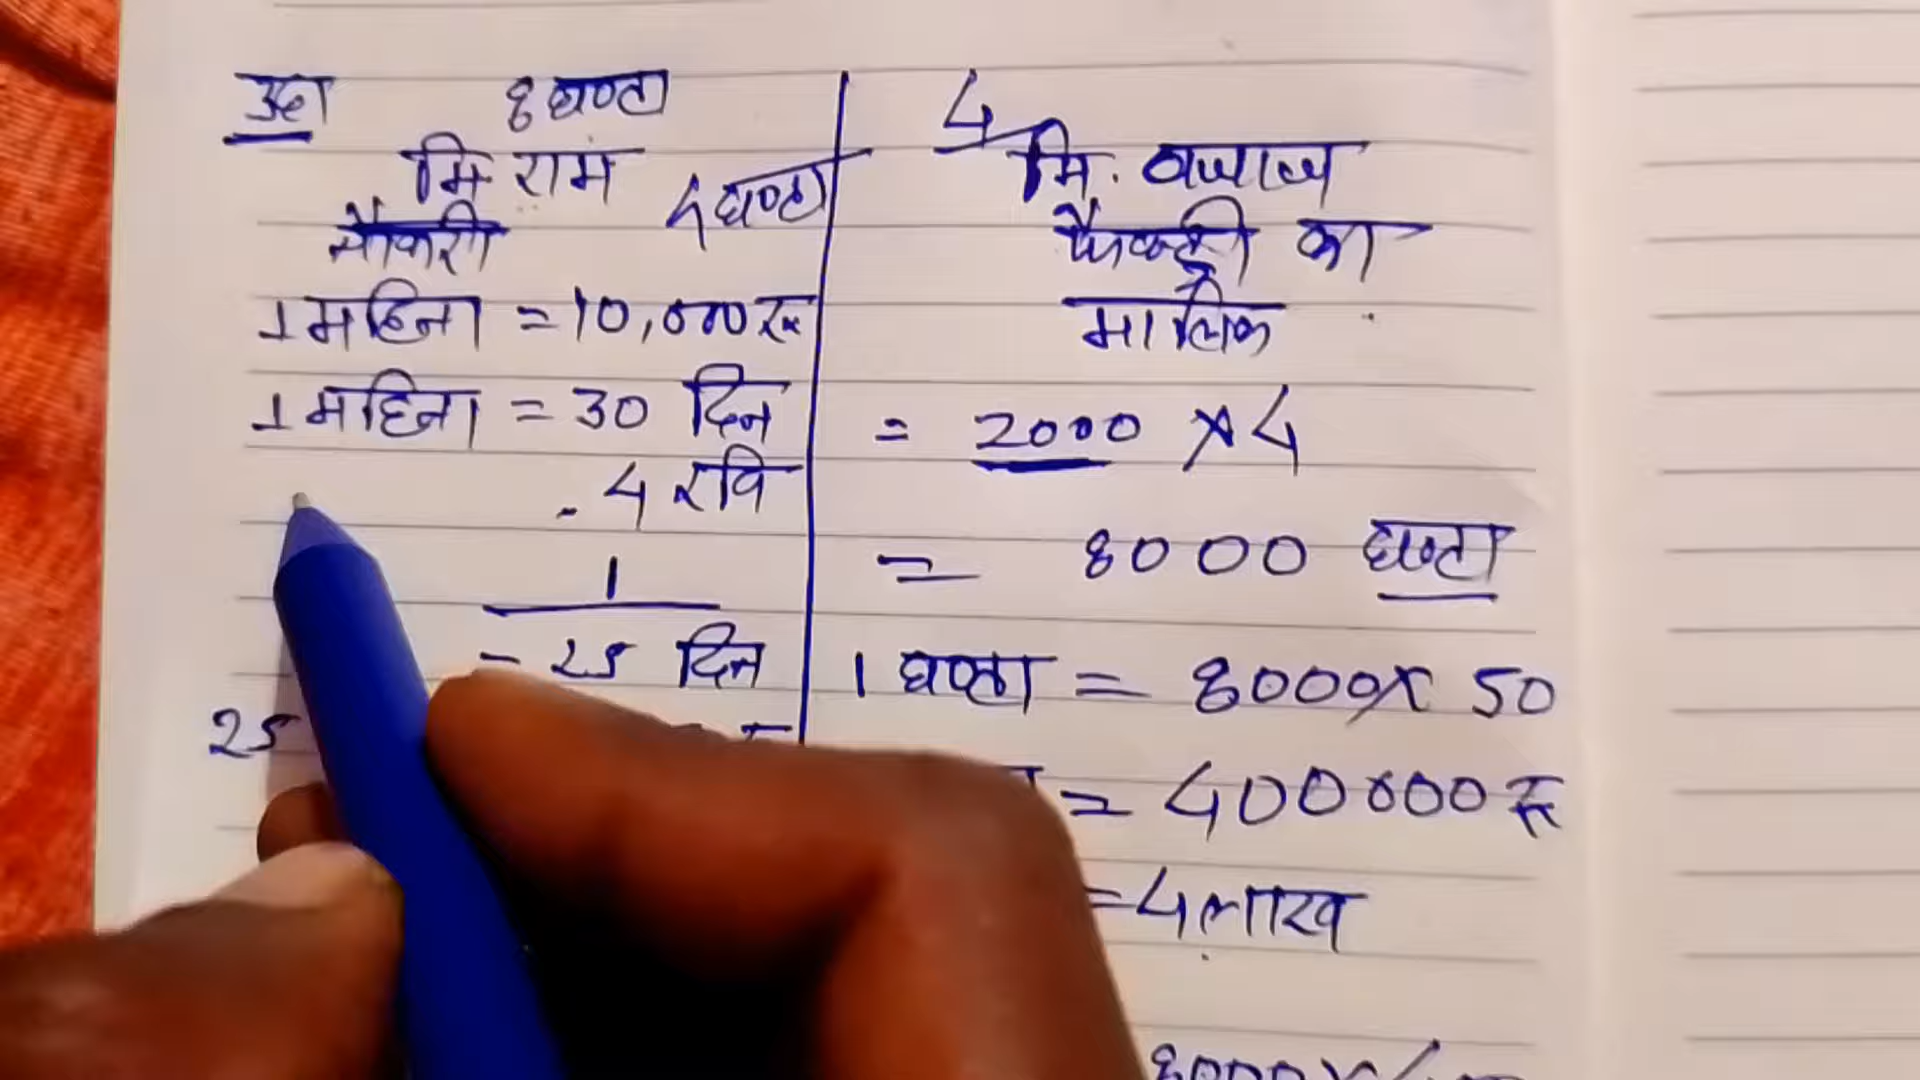 उदा 8 घण्टा
मि. राम
4 घण्टा
नौकरी
1 महिना = 10,000 रु
1 महिना = 30 दिन
- 4 रवि
1
- 25 दिन
25
4
मि. बजाज
फैक्ट्री का
मालिक
= 2000 × 4
= 8000 घण्टा
1 घण्टा = 8000 × 50
= 400000 रु
= 4 लाख
8000 ×